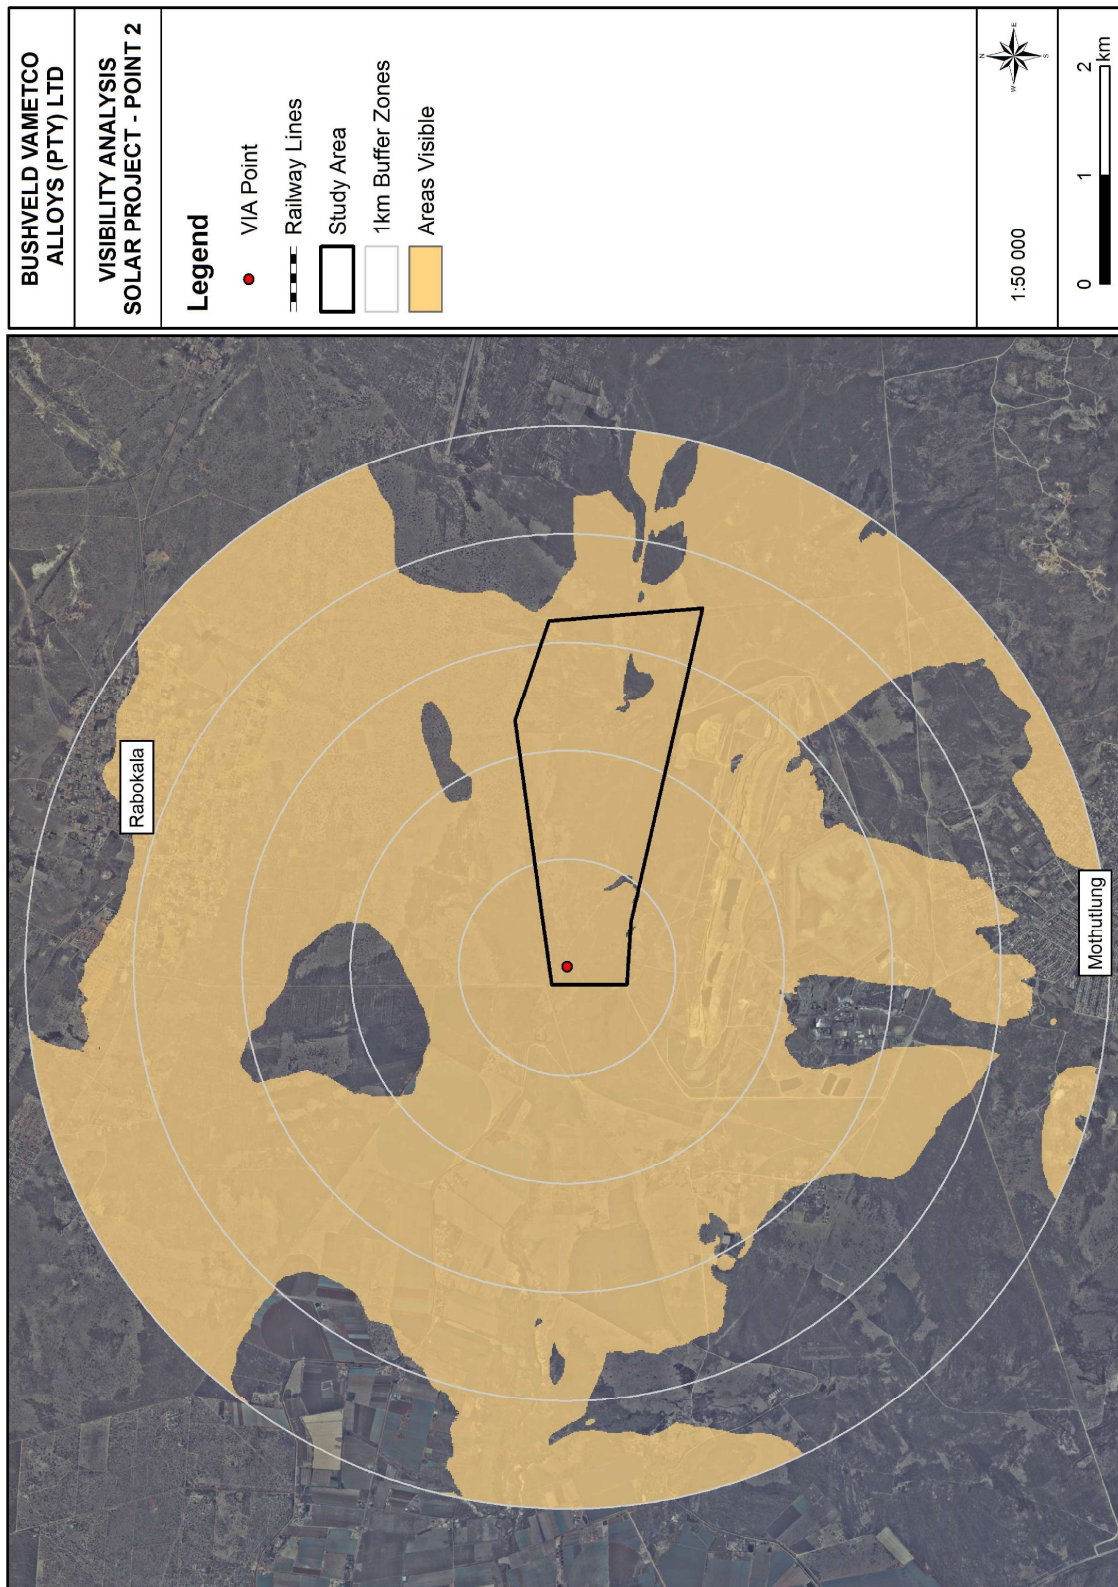 BUSHVELD VAMETCO
ALLOYS (PTY) LTD
VISIBILITY ANALYSIS
SOLAR PROJECT - POINT 2
Legend
VIA Point
Railway Lines
Study Area
1km Buffer Zones
Areas Visible
N
E
S
W
1:50 000
0 1 2
km
Rabokala
Mothutlung